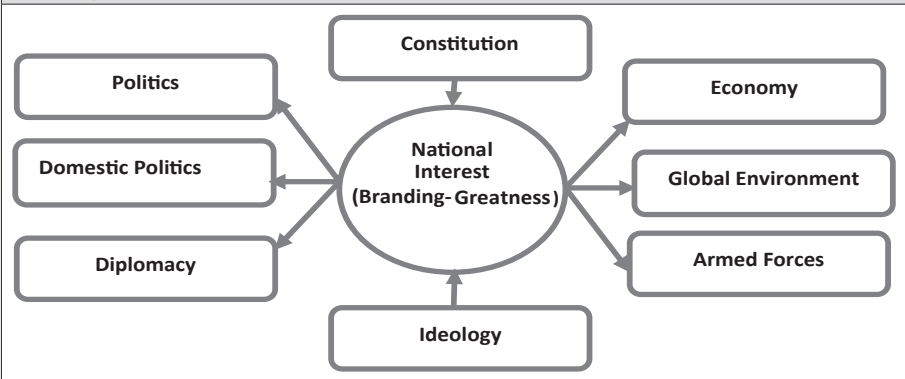 Constitution
Politics
Economy
Domestic Politics
National
Interest
(Branding-Greatness)
Global Environment
Diplomacy
Armed Forces
Ideology